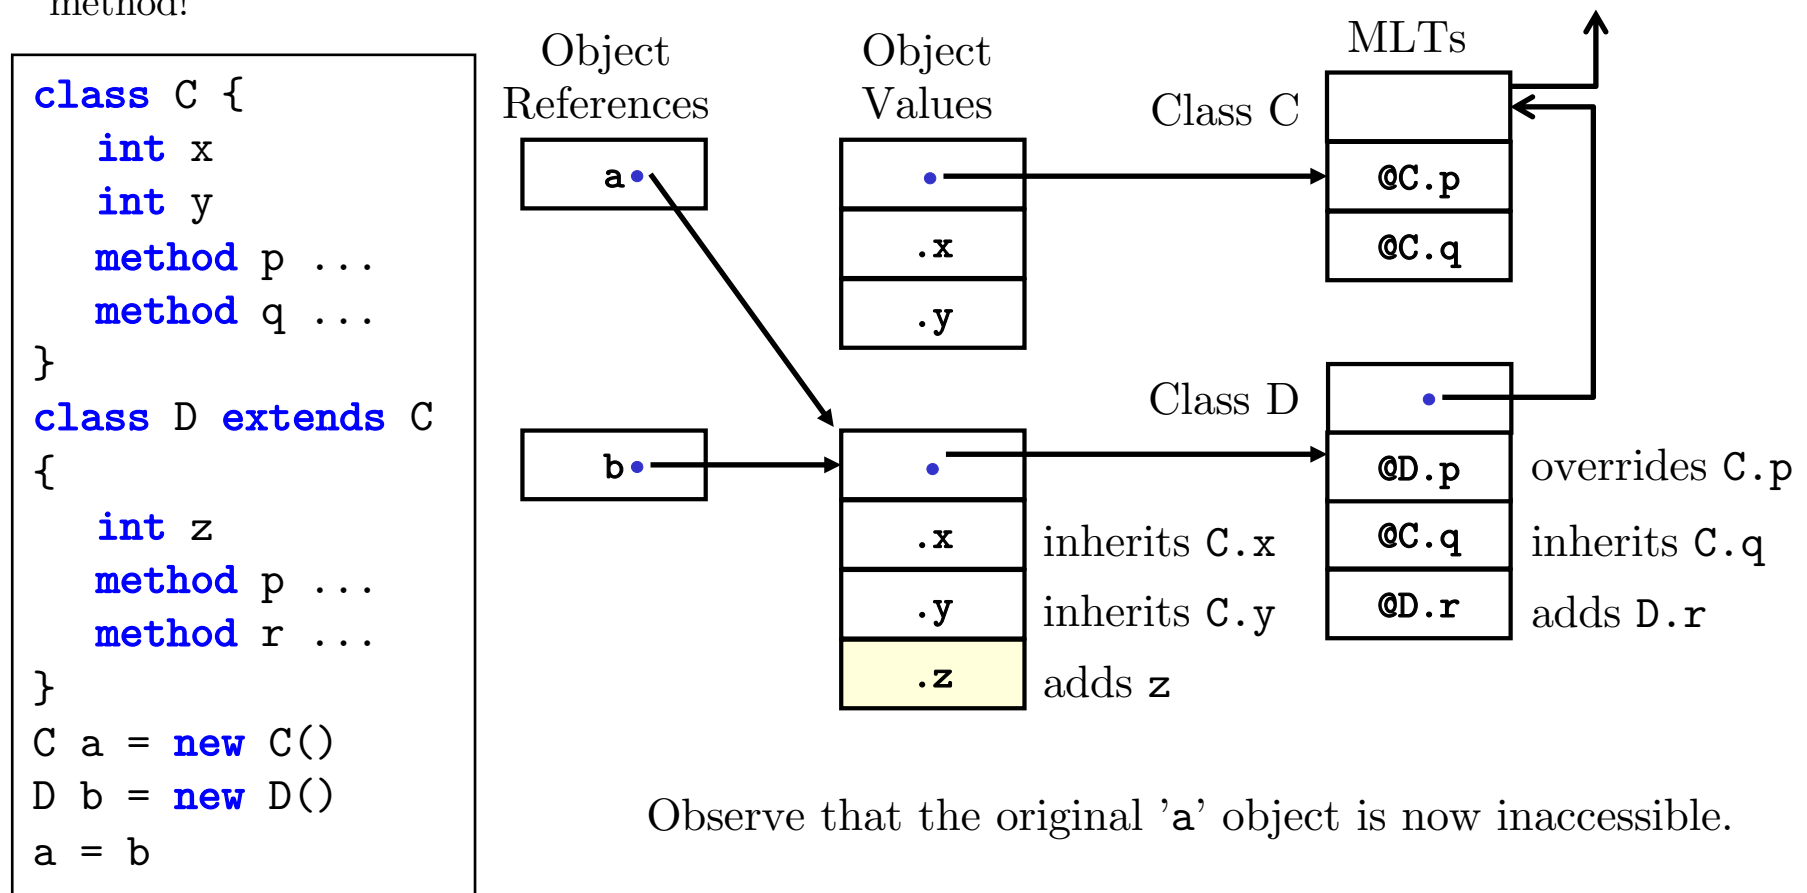 method!
class C {
int x
int y
method p ...
method q ...
}
class D extends C
{
int z
method p ...
method r ...
}
C a = new C()
D b = new D()
a = b
Object
References
a
b
Object
Values
.x
.y
.x
.y
.z
inherits C.x
inherits C.y
adds z
MLTs
Class C
@C.p
@C.q
Class D
@D.p
@C.q
@D.r
overrides C.p
inherits C.q
adds D.r
Observe that the original ’a’ object is now inaccessible.